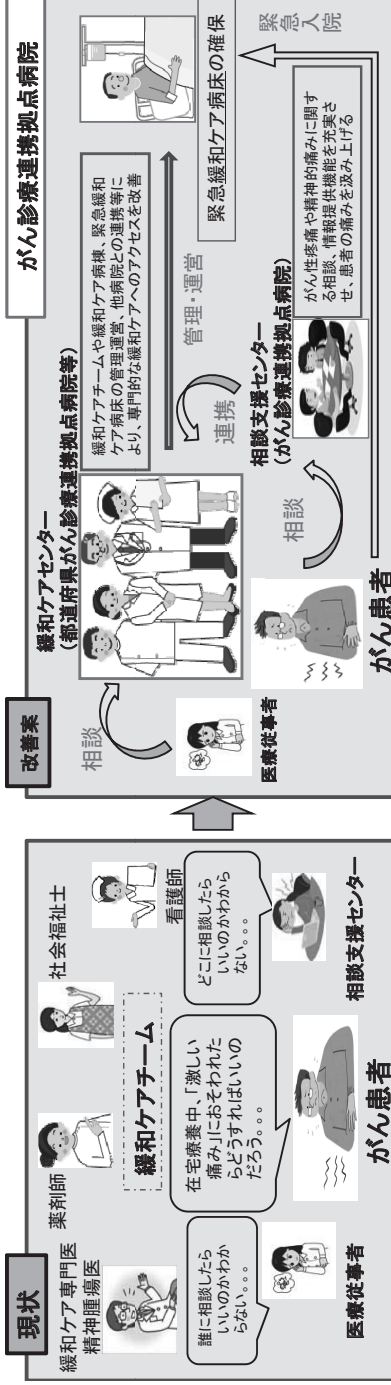 現状
緩和ケア専門医
精神腫瘍医
薬剤師
社会福祉士
看護師
緩和ケアチーム
誰に相談したら
いいのかわか
らない。。。
在宅療養中、「激しい
痛み」におそわれた
らどうすればいいの
だろう。。。
どこに相談したら
いいのかわから
ない。。。
医療従事者
がん患者
相談支援センター
改善案
がん診療連携拠点病院
緩和ケアセンター
(都道府県がん診療連携拠点病院等)
緩和ケアチームや緩和ケア病棟、緊急緩和
ケア病床の管理運営、他病院との連携等に
より、専門的な緩和ケアへのアクセスを改善
相談
管理・運営
緊急緩和ケア病床の確保
連携
医療従事者
相談
相談支援センター
(がん診療連携拠点病院)
がん性疼痛や精神的痛みに関す
る相談、情報提供機能を充実さ
せ、患者の痛みを汲み上げる
緊急
入院
がん患者